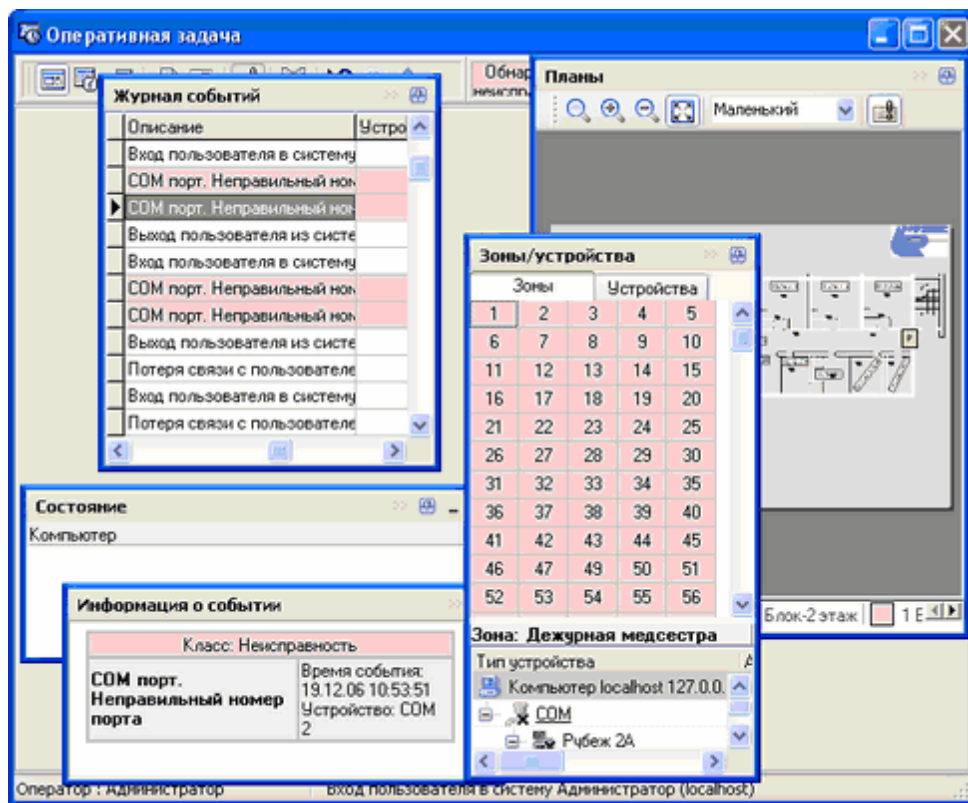 Оперативная задача
Обнар
Журнал событий
Описание
Устро
Вход пользователя в систему
COM порт. Неправильный ном
COM порт. Неправильный ном
Выход пользователя из систе
Вход пользователя в систему
COM порт. Неправильный ном
COM порт. Неправильный ном
Выход пользователя из систе
Потеря связи с пользователе
Вход пользователя в систему
Потеря связи с пользователе
Планы
Маленький
Блок-2 этаж
1 Б
Зоны/устройства
Зоны
Устройства
1 2 3 4 5
6 7 8 9 10
11 12 13 14 15
16 17 18 19 20
21 22 23 24 25
26 27 28 29 30
31 32 33 34 35
36 37 38 39 40
41 42 43 44 45
46 47 49 50 51
52 53 54 55 56
Зона: Дежурная медсестра
Тип устройства
Компьютер localhost 127.0.0.
COM
Рубеж 2А
Состояние
Компьютер
Информация о событии
Класс: Неисправность
COM порт.
Неправильный номер
порта
Время события:
19.12.06 10:53:51
Устройство: COM
2
Оператор : Администратор
Вход пользователя в систему Администратор (localhost)